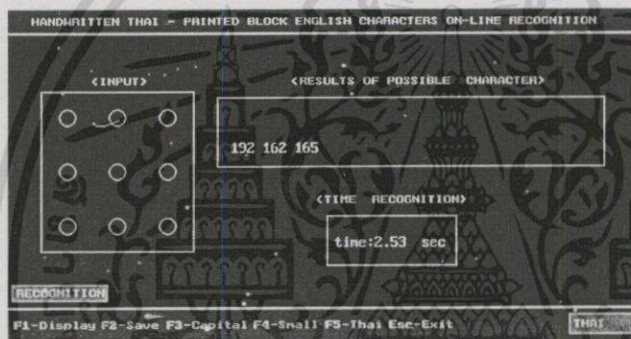 HANDWRITTEN THAI - PRINTED BLOCK ENGLISH CHARACTERS ON-LINE RECOGNITION
<INPUT>
<RESULTS OF POSSIBLE CHARACTER>
192 162 165
<TIME RECOGNITION>
time:2.53 sec
RECOGNITION
F1-Display F2-Save F3-Capital F4-Small F5-Thai Esc-Exit
THAI